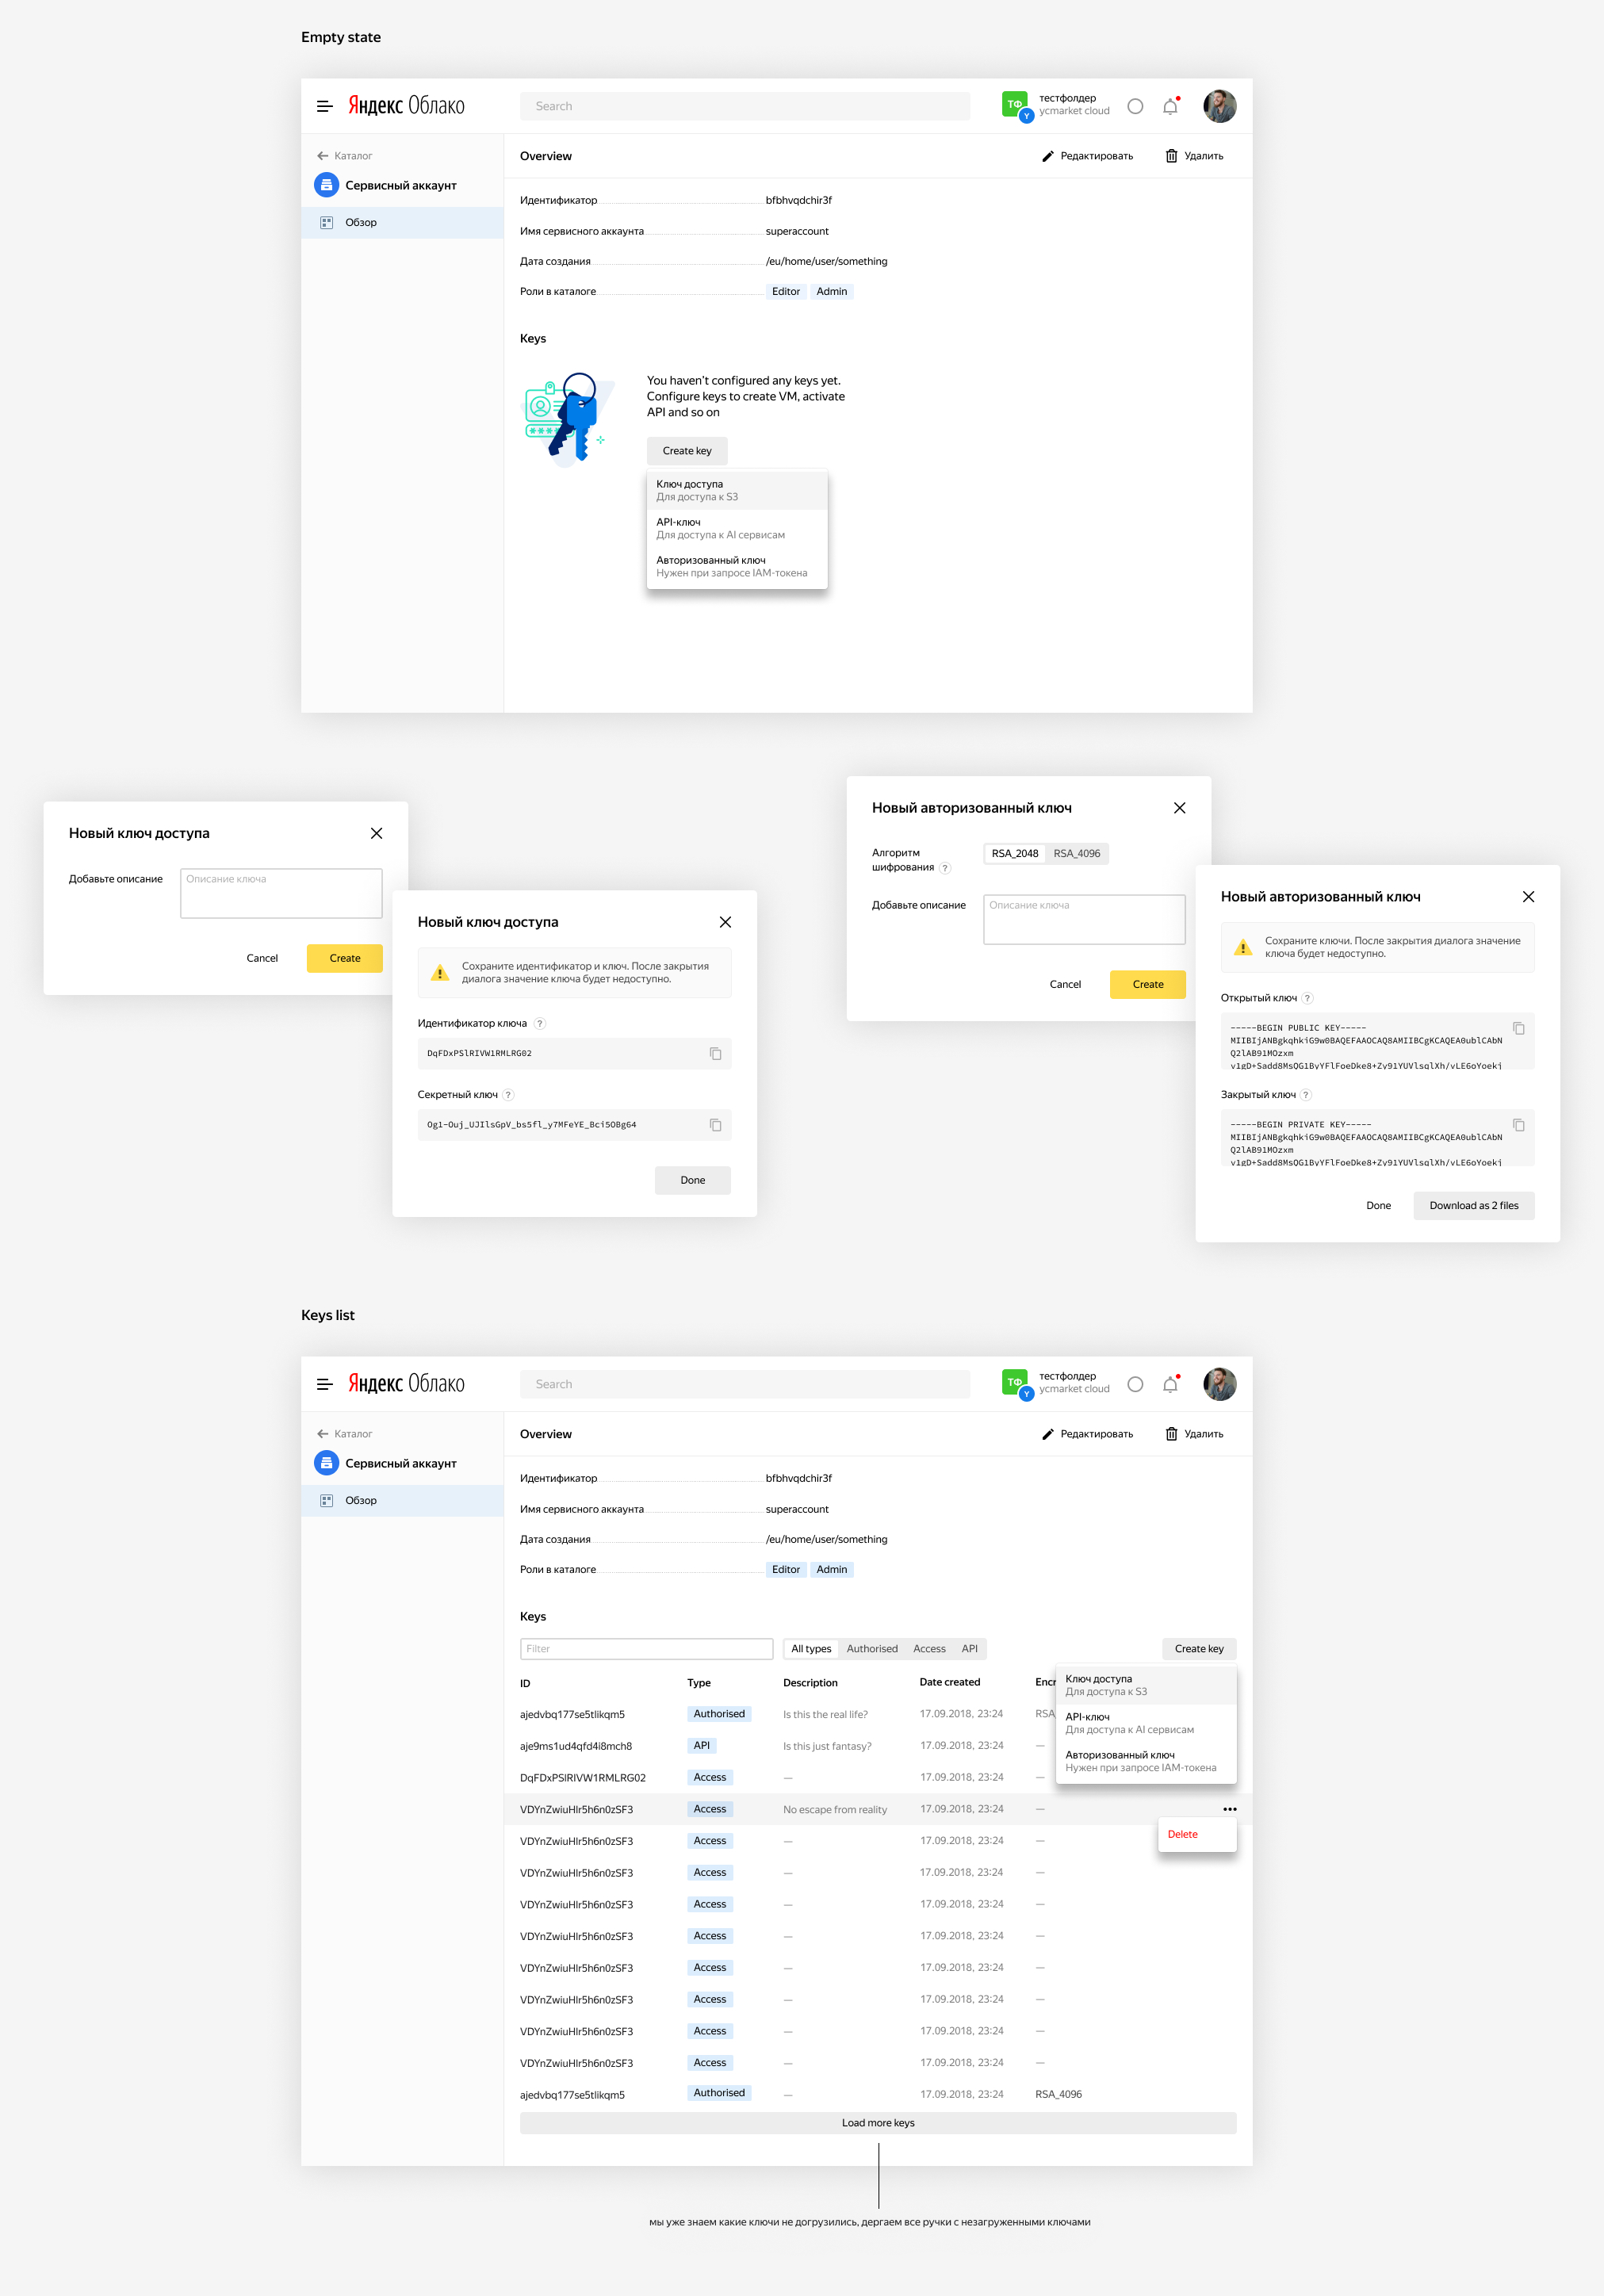 Empty state
Яндекс Облако
Search
ТФ
Y
тестфолдер
ycmarket cloud
Каталог
Сервисный аккаунт
Обзор
Overview
Редактировать
Удалить
Идентификатор
bfbhvqdchir3f
Имя сервисного аккаунта
superaccount
Дата создания
/eu/home/user/something
Роли в каталоге
Editor
Admin
Keys
You haven't configured any keys yet.
Configure keys to create VM, activate
API and so on
Create key
Ключ доступа
Для доступа к S3
API-ключ
Для доступа к AI сервисам
Авторизованный ключ
Нужен при запросе IAM-токена
Новый ключ доступа
Добавьте описание
Описание ключа
Cancel
Create
Новый ключ доступа
Сохраните идентификатор и ключ. После закрытия
диалога значение ключа будет недоступно.
Идентификатор ключа ?
DqFDxPSlRIVW1RMLRG02
Секретный ключ ?
Og1-Ouj_UJIlsGpV_bs5fl_y7MFeYE_Bci5OBg64
Done
Новый авторизованный ключ
Алгоритм
шифрования ?
RSA_2048
RSA_4096
Добавьте описание
Описание ключа
Cancel
Create
Новый авторизованный ключ
Сохраните ключи. После закрытия диалога значение
ключа будет недоступно.
Открытый ключ ?
-----BEGIN PUBLIC KEY-----
MIIBIjANBgkqhkiG9w0BAQEFAAOCAQ8AMIIBCgKCAQEA0ublCAbN
Q2lAB91MOzxm
v1gD+Sadd8MsQG1ByYFlFoeDke8+Zy91YUVlsqlXh/vLE6oYoekj
Закрытый ключ ?
-----BEGIN PRIVATE KEY-----
MIIBIjANBgkqhkiG9w0BAQEFAAOCAQ8AMIIBCgKCAQEA0ublCAbN
Q2lAB91MOzxm
v1gD+Sadd8MsQG1ByYFlFoeDke8+Zy91YUVlsqlXh/vLE6oYoekj
Done
Download as 2 files
Keys list
Яндекс Облако
Search
ТФ
Y
тестфолдер
ycmarket cloud
Каталог
Сервисный аккаунт
Обзор
Overview
Редактировать
Удалить
Идентификатор
bfbhvqdchir3f
Имя сервисного аккаунта
superaccount
Дата создания
/eu/home/user/something
Роли в каталоге
Editor
Admin
Keys
Filter
All types
Authorised
Access
API
Create key
Ключ доступа
Для доступа к S3
API-ключ
Для доступа к AI сервисам
Авторизованный ключ
Нужен при запросе IAM-токена
ID Type Description Date created
ajedvbq177se5tlikqm5 Authorised Is this the real life? 17.09.2018, 23:24 RSA
aje9ms1ud4qfd4i8mch8 API Is this just fantasy? 17.09.2018, 23:24 —
DqFDxPSlRIVW1RMLRG02 Access — 17.09.2018, 23:24 —
VDYnZwiuHIr5h6n0zSF3 Access No escape from reality 17.09.2018, 23:24 —
Delete
VDYnZwiuHIr5h6n0zSF3 Access — 17.09.2018, 23:24 —
VDYnZwiuHIr5h6n0zSF3 Access — 17.09.2018, 23:24 —
VDYnZwiuHIr5h6n0zSF3 Access — 17.09.2018, 23:24 —
VDYnZwiuHIr5h6n0zSF3 Access — 17.09.2018, 23:24 —
VDYnZwiuHIr5h6n0zSF3 Access — 17.09.2018, 23:24 —
VDYnZwiuHIr5h6n0zSF3 Access — 17.09.2018, 23:24 —
VDYnZwiuHIr5h6n0zSF3 Access — 17.09.2018, 23:24 —
VDYnZwiuHIr5h6n0zSF3 Access — 17.09.2018, 23:24 —
ajedvbq177se5tlikqm5 Authorised — 17.09.2018, 23:24 RSA_4096
Load more keys
мы уже знаем какие ключи не догрузились, дергаем все ручки с незагруженными ключами